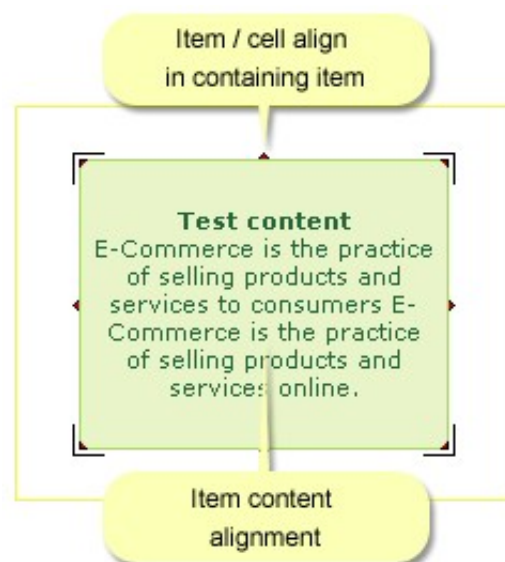 Item / cell align
in containing item
Test content
E-Commerce is the practice
of selling products and
services to consumers E-
Commerce is the practice
of selling products and
services online.
Item content
alignment